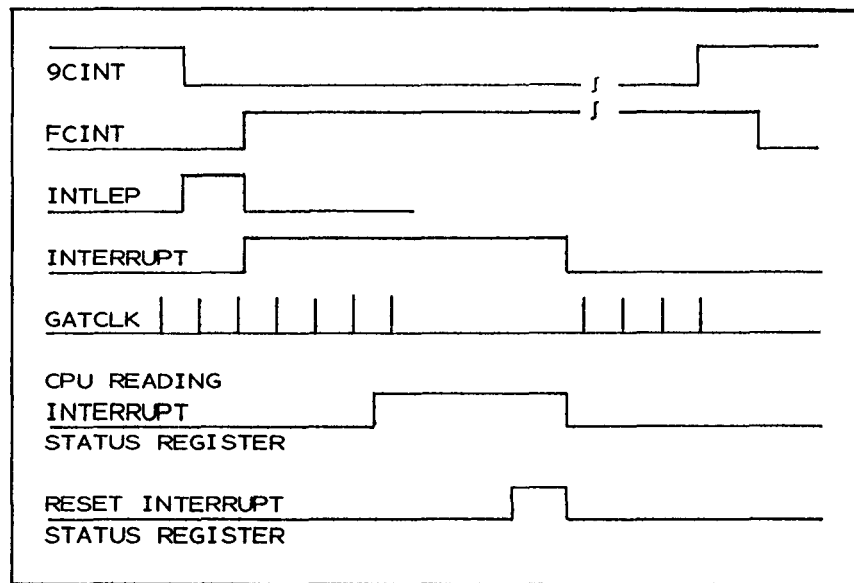 9CINT
FCINT
INTLEP
INTERRUPT
GATCLK
CPU READING
INTERRUPT
STATUS REGISTER
RESET INTERRUPT
STATUS REGISTER